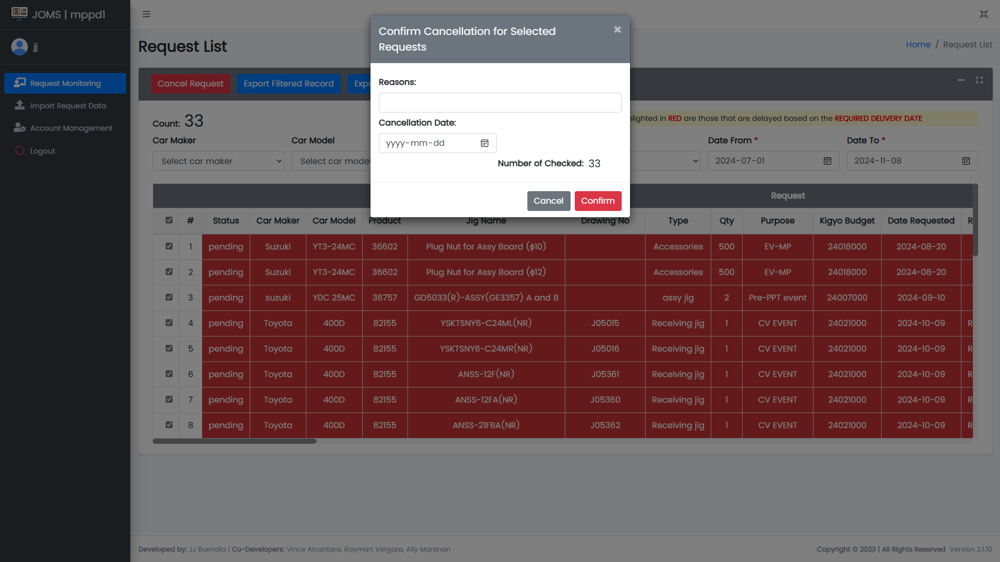 JOMS | mppd1
jj
Request Monitoring
Import Request Data
Account Management
Logout
Request List
Home / Request List
Cancel Request
Export Filtered Record
Expo
Confirm Cancellation for Selected
Requests
×
Reasons:
Cancellation Date:
yyyy-mm-dd
Number of Checked: 33
Cancel
Confirm
Count: 33
hlighted in RED are those that are delayed based on the REQUIRED DELIVERY DATE
Car Maker
Car Model
Date From *
Date To *
Select car maker
Select car model
2024-07-01
2024-11-08
Request
# Status Car Maker Car Model Product Jig Name Drawing No Type Qty Purpose Kigyo Budget Date Requested R
1 pending Suzuki YT3-24MC 36602 Plug Nut for Assy Board (ϕ10) Accessories 500 EV-MP 24018000 2024-08-20
2 pending Suzuki YT3-24MC 36602 Plug Nut for Assy Board (ϕ12) Accessories 500 EV-MP 24018000 2024-08-20
3 pending suzuki Y0C 25MC 36757 GD5033(R)-ASSY(GE3357) A and B assy jig 2 Pre-PPT event 24007000 2024-09-10
4 pending Toyota 400D 82155 YSKTSNY6-C24ML(NR) J05015 Receiving jig 1 CV EVENT 24021000 2024-10-09 R
5 pending Toyota 400D 82155 YSKTSNY6-C24MR(NR) J05016 Receiving jig 1 CV EVENT 24021000 2024-10-09 R
6 pending Toyota 400D 82155 ANSS-12F(NR) J05361 Receiving jig 1 CV EVENT 24021000 2024-10-09 R
7 pending Toyota 400D 82155 ANSS-12FA(NR) J05360 Receiving jig 1 CV EVENT 24021000 2024-10-09 R
8 pending Toyota 400D 82155 ANSS-21FBA(NR) J05362 Receiving jig 1 CV EVENT 24021000 2024-10-09 R
Developed by: JJ Buendia | Co-Developers: Vince Alcantara, Raymart Vergara, Ally Maranan
Copyright © 2023 | All Rights Reserved Version 2.1.10